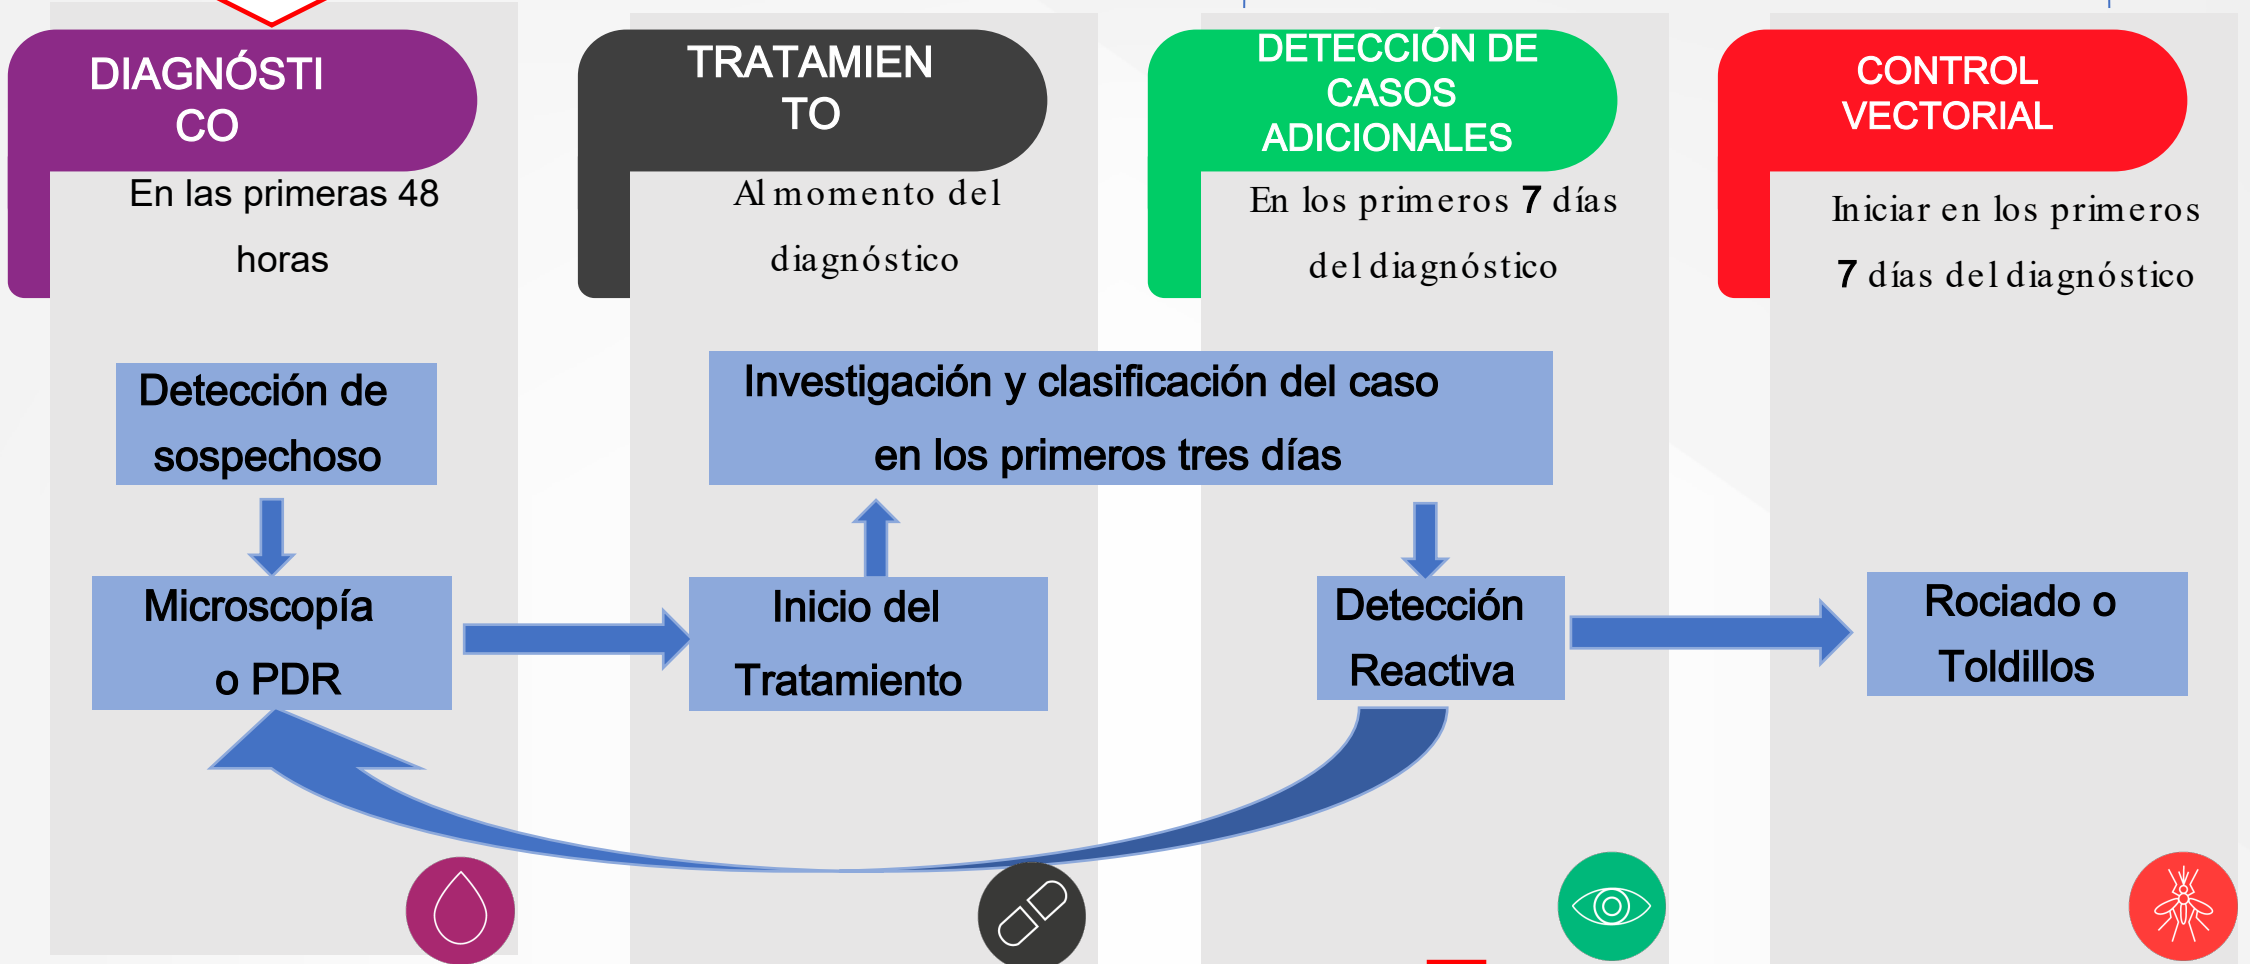 DIAGNÓSTI
CO
En las primeras 48
horas
Detección de
sospechoso
Microscopía
o PDR
TRATAMIEN
TO
Al momento del
diagnóstico
Investigación y clasificación del caso
en los primeros tres días
Inicio del
Tratamiento
DETECCIÓN DE
CASOS
ADICIONALES
En los primeros 7 días
del diagnóstico
Detección
Reactiva
CONTROL
VECTORIAL
Iniciar en los primeros
7 días del diagnóstico
Rociado o
Toldillos